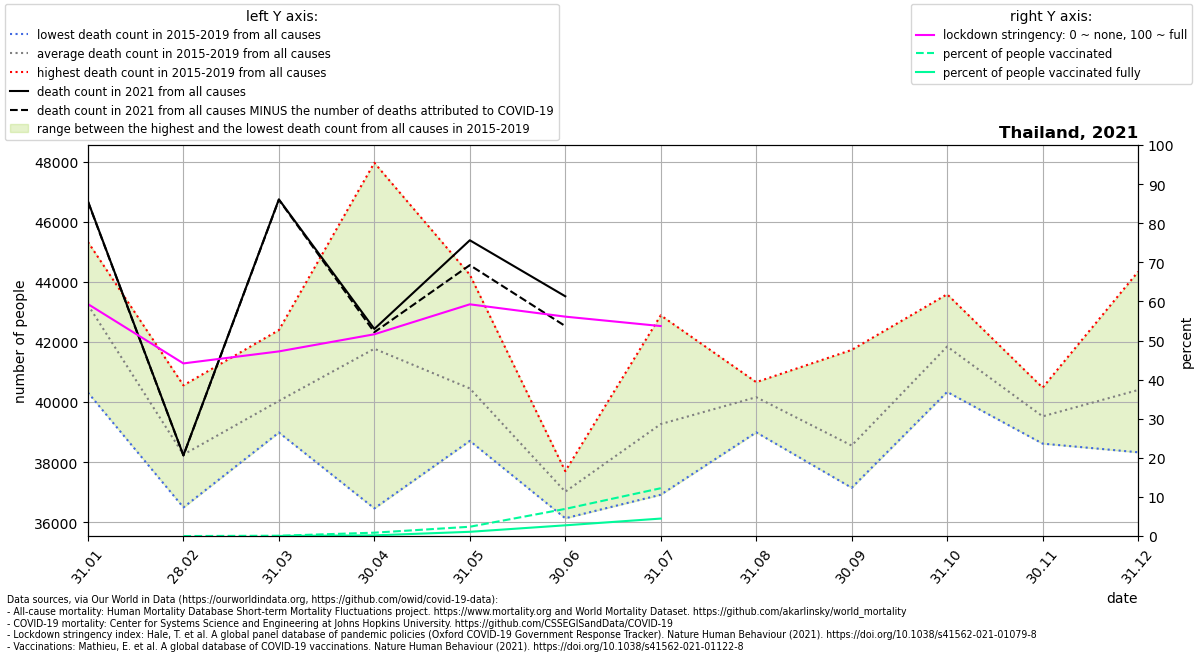 left Y axis:
lowest death count in 2015-2019 from all causes
average death count in 2015-2019 from all causes
highest death count in 2015-2019 from all causes
death count in 2021 from all causes
death count in 2021 from all causes MINUS the number of deaths attributed to COVID-19
range between the highest and the lowest death count from all causes in 2015-2019
right Y axis:
lockdown stringency: 0 ~ none, 100 ~ full
percent of people vaccinated
percent of people vaccinated fully
Thailand, 2021
48000
46000
44000
42000
40000
38000
36000
number of people
100
90
80
70
60
50
40
30
20
10
0
percent
31.01
28.02
31.03
30.04
31.05
30.06
31.07
31.08
30.09
31.10
30.11
31.12
date
Data sources, via Our World in Data (https://ourworldindata.org, https://github.com/owid/covid-19-data):
- All-cause mortality: Human Mortality Database Short-term Mortality Fluctuations project. https://www.mortality.org and World Mortality Dataset. https://github.com/akarlinsky/world_mortality
- COVID-19 mortality: Center for Systems Science and Engineering at Johns Hopkins University. https://github.com/CSSEGISandData/COVID-19
- Lockdown stringency index: Hale, T. et al. A global panel database of pandemic policies (Oxford COVID-19 Government Response Tracker). Nature Human Behaviour (2021). https://doi.org/10.1038/s41562-021-01079-8
- Vaccinations: Mathieu, E. et al. A global database of COVID-19 vaccinations. Nature Human Behaviour (2021). https://doi.org/10.1038/s41562-021-01122-8